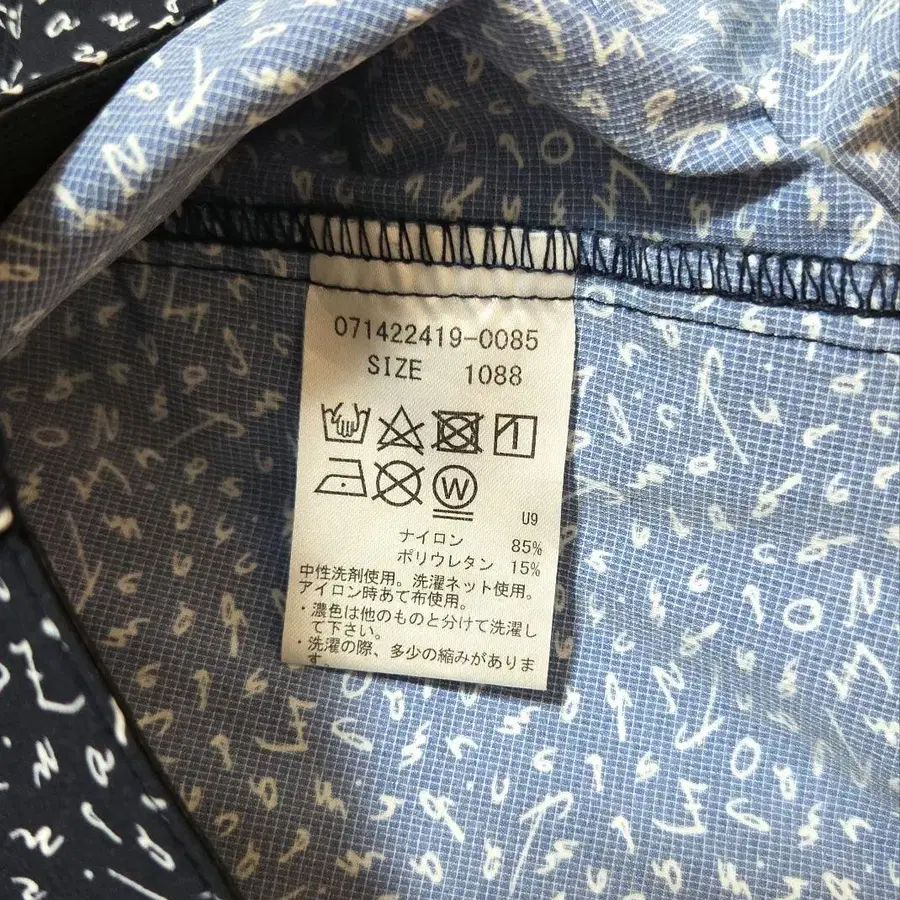 071422419-0085
SIZE 1088
W
U9
ナイロン 85%
ポリウレタン 15%
中性洗剤使用。洗濯ネット使用。
アイロン時あて布使用。
・濃色は他のものと分けて洗濯し
て下さい。
・洗濯の際、多少の縮みがありま
す。